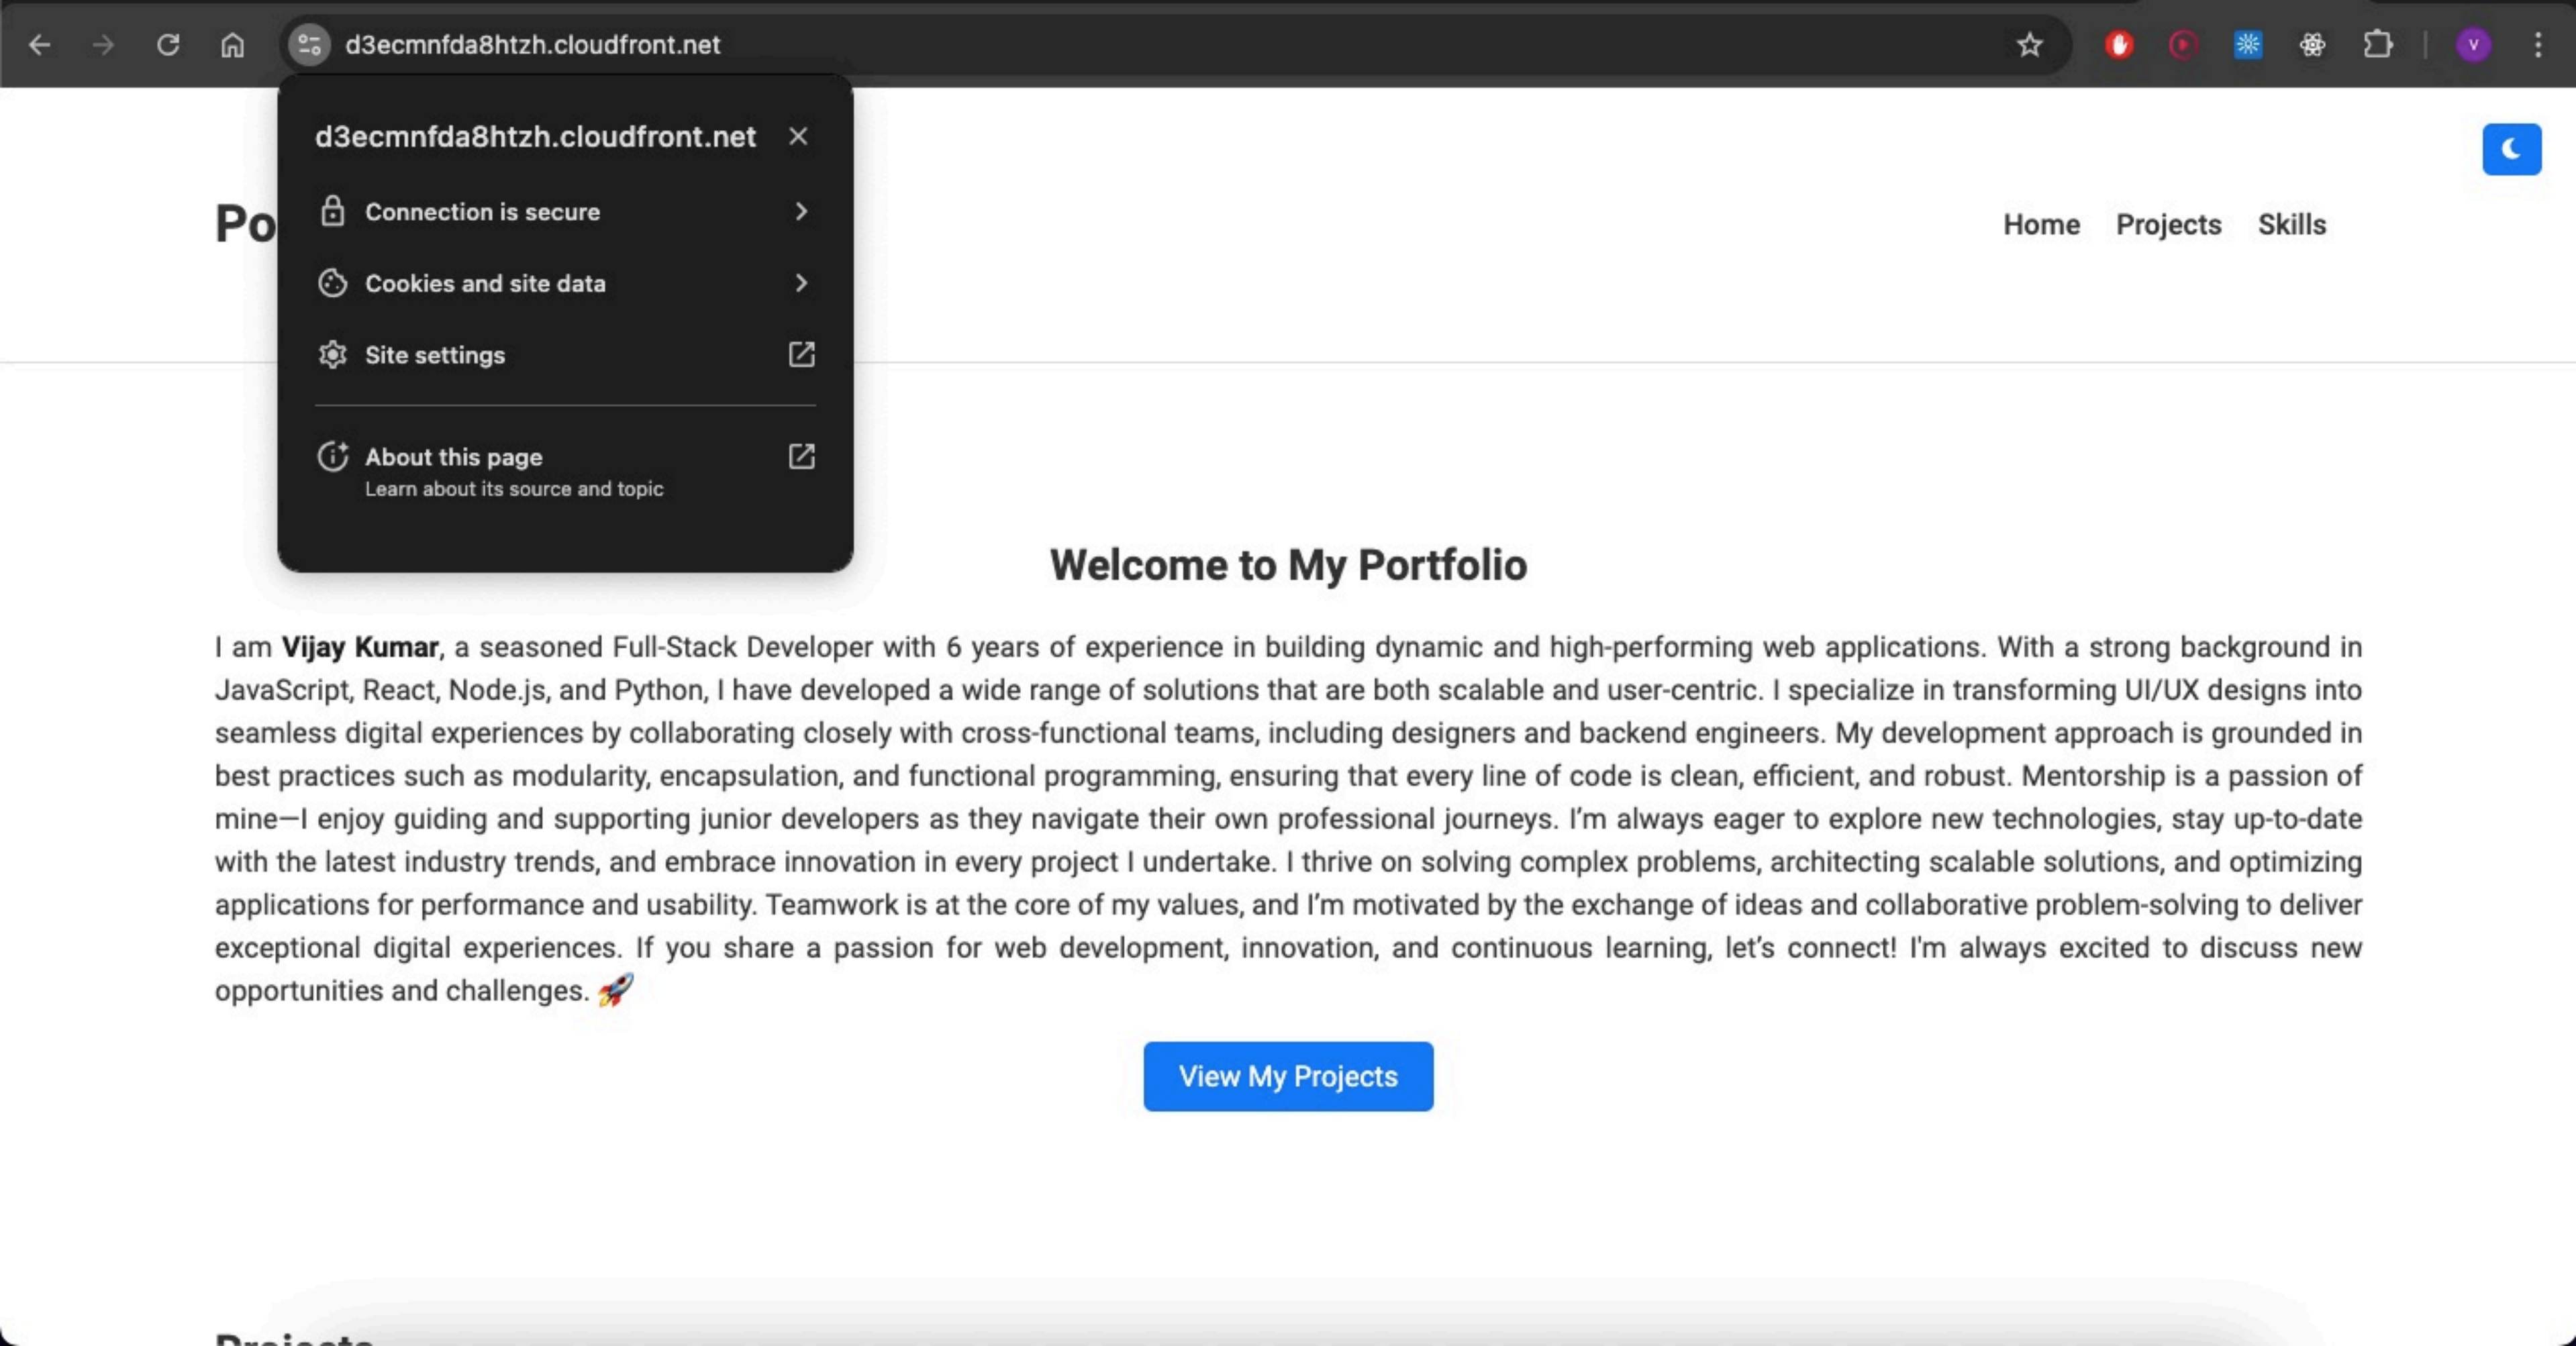 d3ecmnfda8htzh.cloudfront.net
V
d3ecmnfda8htzh.cloudfront.net
Connection is secure
Cookies and site data
Site settings
About this page
Learn about its source and topic
Po
Home Projects Skills
Welcome to My Portfolio
I am Vijay Kumar, a seasoned Full-Stack Developer with 6 years of experience in building dynamic and high-performing web applications. With a strong background in
JavaScript, React, Node.js, and Python, I have developed a wide range of solutions that are both scalable and user-centric. I specialize in transforming UI/UX designs into
seamless digital experiences by collaborating closely with cross-functional teams, including designers and backend engineers. My development approach is grounded in
best practices such as modularity, encapsulation, and functional programming, ensuring that every line of code is clean, efficient, and robust. Mentorship is a passion of
mine—I enjoy guiding and supporting junior developers as they navigate their own professional journeys. I’m always eager to explore new technologies, stay up-to-date
with the latest industry trends, and embrace innovation in every project I undertake. I thrive on solving complex problems, architecting scalable solutions, and optimizing
applications for performance and usability. Teamwork is at the core of my values, and I’m motivated by the exchange of ideas and collaborative problem-solving to deliver
exceptional digital experiences. If you share a passion for web development, innovation, and continuous learning, let’s connect! I'm always excited to discuss new
opportunities and challenges. 🚀
View My Projects
Projects